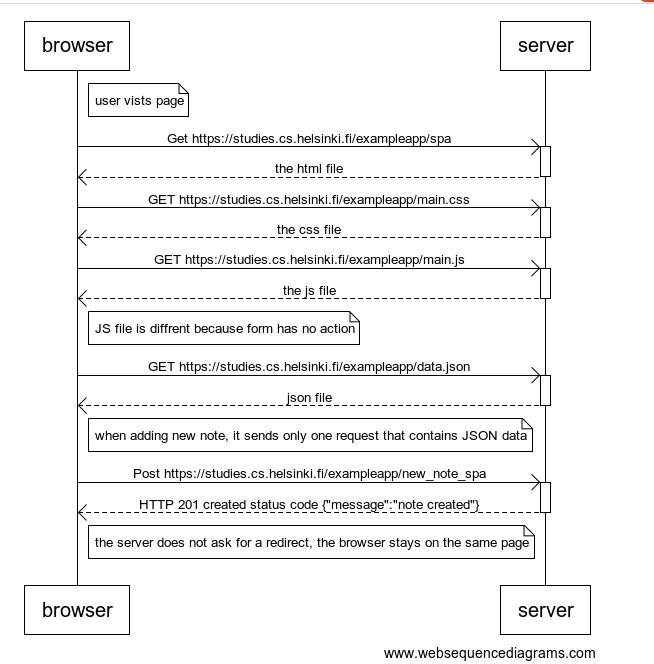 browser server
user vists page
Get https://studies.cs.helsinki.fi/exampleapp/spa
the html file
GET https://studies.cs.helsinki.fi/exampleapp/main.css
the css file
GET https://studies.cs.helsinki.fi/exampleapp/main.js
the js file
JS file is diffrent because form has no action
GET https://studies.cs.helsinki.fi/exampleapp/data.json
json file
when adding new note, it sends only one request that contains JSON data
Post https://studies.cs.helsinki.fi/exampleapp/new_note_spa
HTTP 201 created status code {"message":"note created"}
the server does not ask for a redirect, the browser stays on the same page
browser server
www.websequencediagrams.com